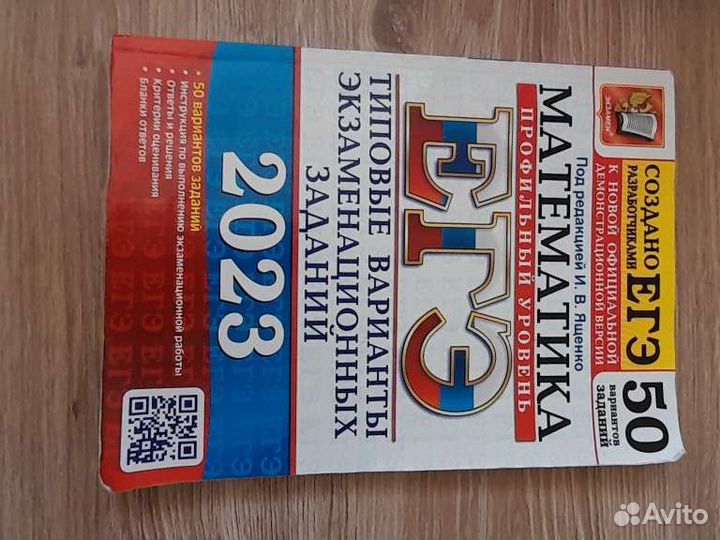 СОЗДАНО
РАЗРАБОТЧИКАМИ
ЕГЭ
50
вариантов
заданий
К НОВОЙ ОФИЦИАЛЬНОЙ
ДЕМОНСТРАЦИОННОЙ ВЕРСИИ
ЭКЗАМЕН
Под редакцией И. В. Ященко
МАТЕМАТИКА
ПРОФИЛЬНЫЙ УРОВЕНЬ
ЕГЭ
ТИПОВЫЕ ВАРИАНТЫ
ЭКЗАМЕНАЦИОННЫХ
ЗАДАНИЙ
2023
• 50 вариантов заданий
• Инструкция по выполнению экзаменационной работы
• Ответы и решения
• Критерии оценивания
• Бланки ответов
Avito